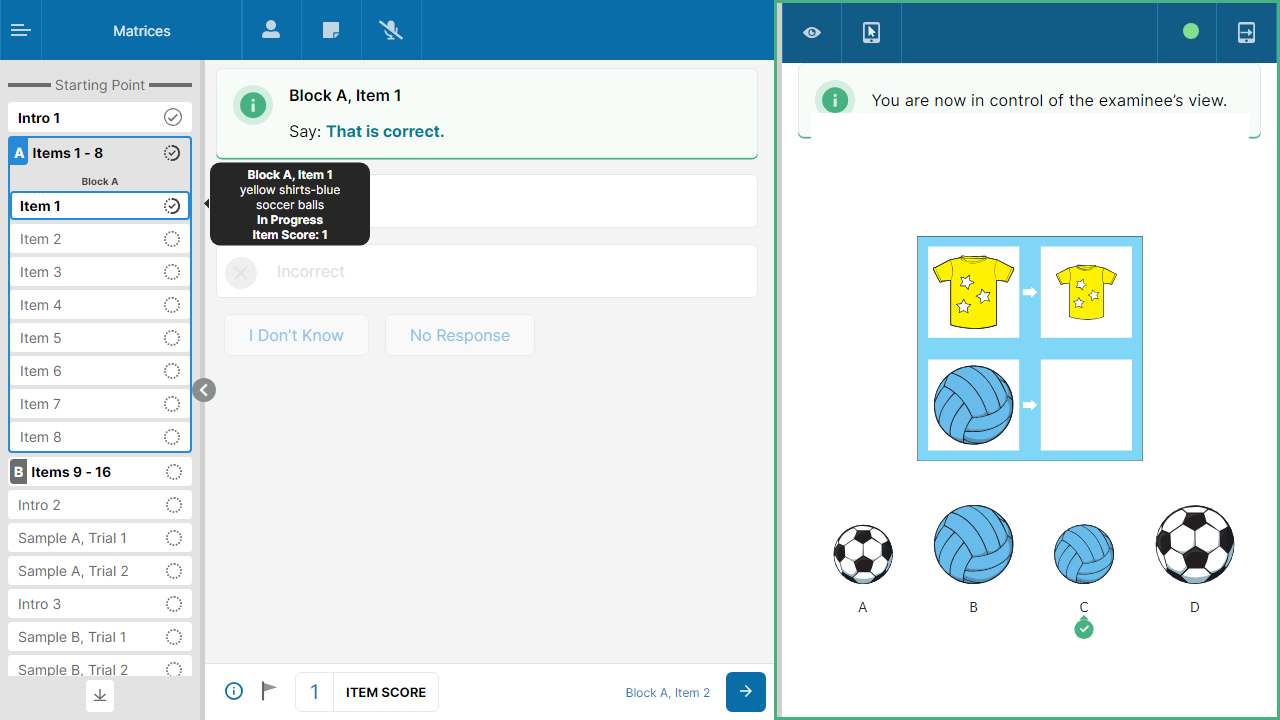 Matrices
Starting Point
Intro 1
A Items 1 - 8
Block A
Item 1
Item 2
Item 3
Item 4
Item 5
Item 6
Item 7
Item 8
B Items 9 - 16
Intro 2
Sample A, Trial 1
Sample A, Trial 2
Intro 3
Sample B, Trial 1
Sample B, Trial 2
Block A, Item 1
Say: That is correct.
Block A, Item 1
yellow shirts-blue
soccer balls
In Progress
Item Score: 1
Incorrect
I Don't Know No Response
1 ITEM SCORE
Block A, Item 2
You are now in control of the examinee's view.
A B C D